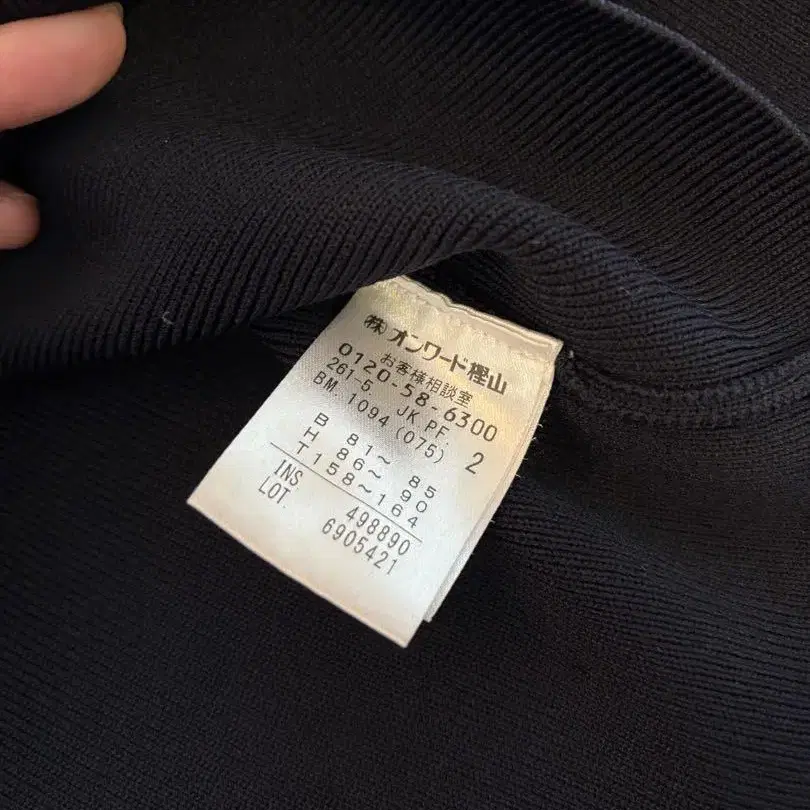 ㈱オンワード樫山
お客様相談室
0120-58-6300
261-5 JK PF.
BM 1094 (075) 2
B 81～ 85
H 86～ 90
T158～164
INS 498890
LOT. 6905421